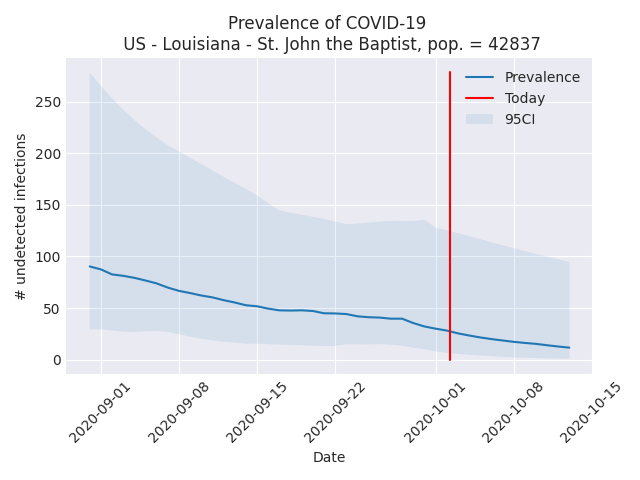 Prevalence of COVID-19
US - Louisiana - St. John the Baptist, pop. = 42837
Prevalence
Today
95CI
# undetected infections
250
200
150
100
50
0
2020-09-01
2020-09-08
2020-09-15
2020-09-22
2020-10-01
2020-10-08
2020-10-15
Date